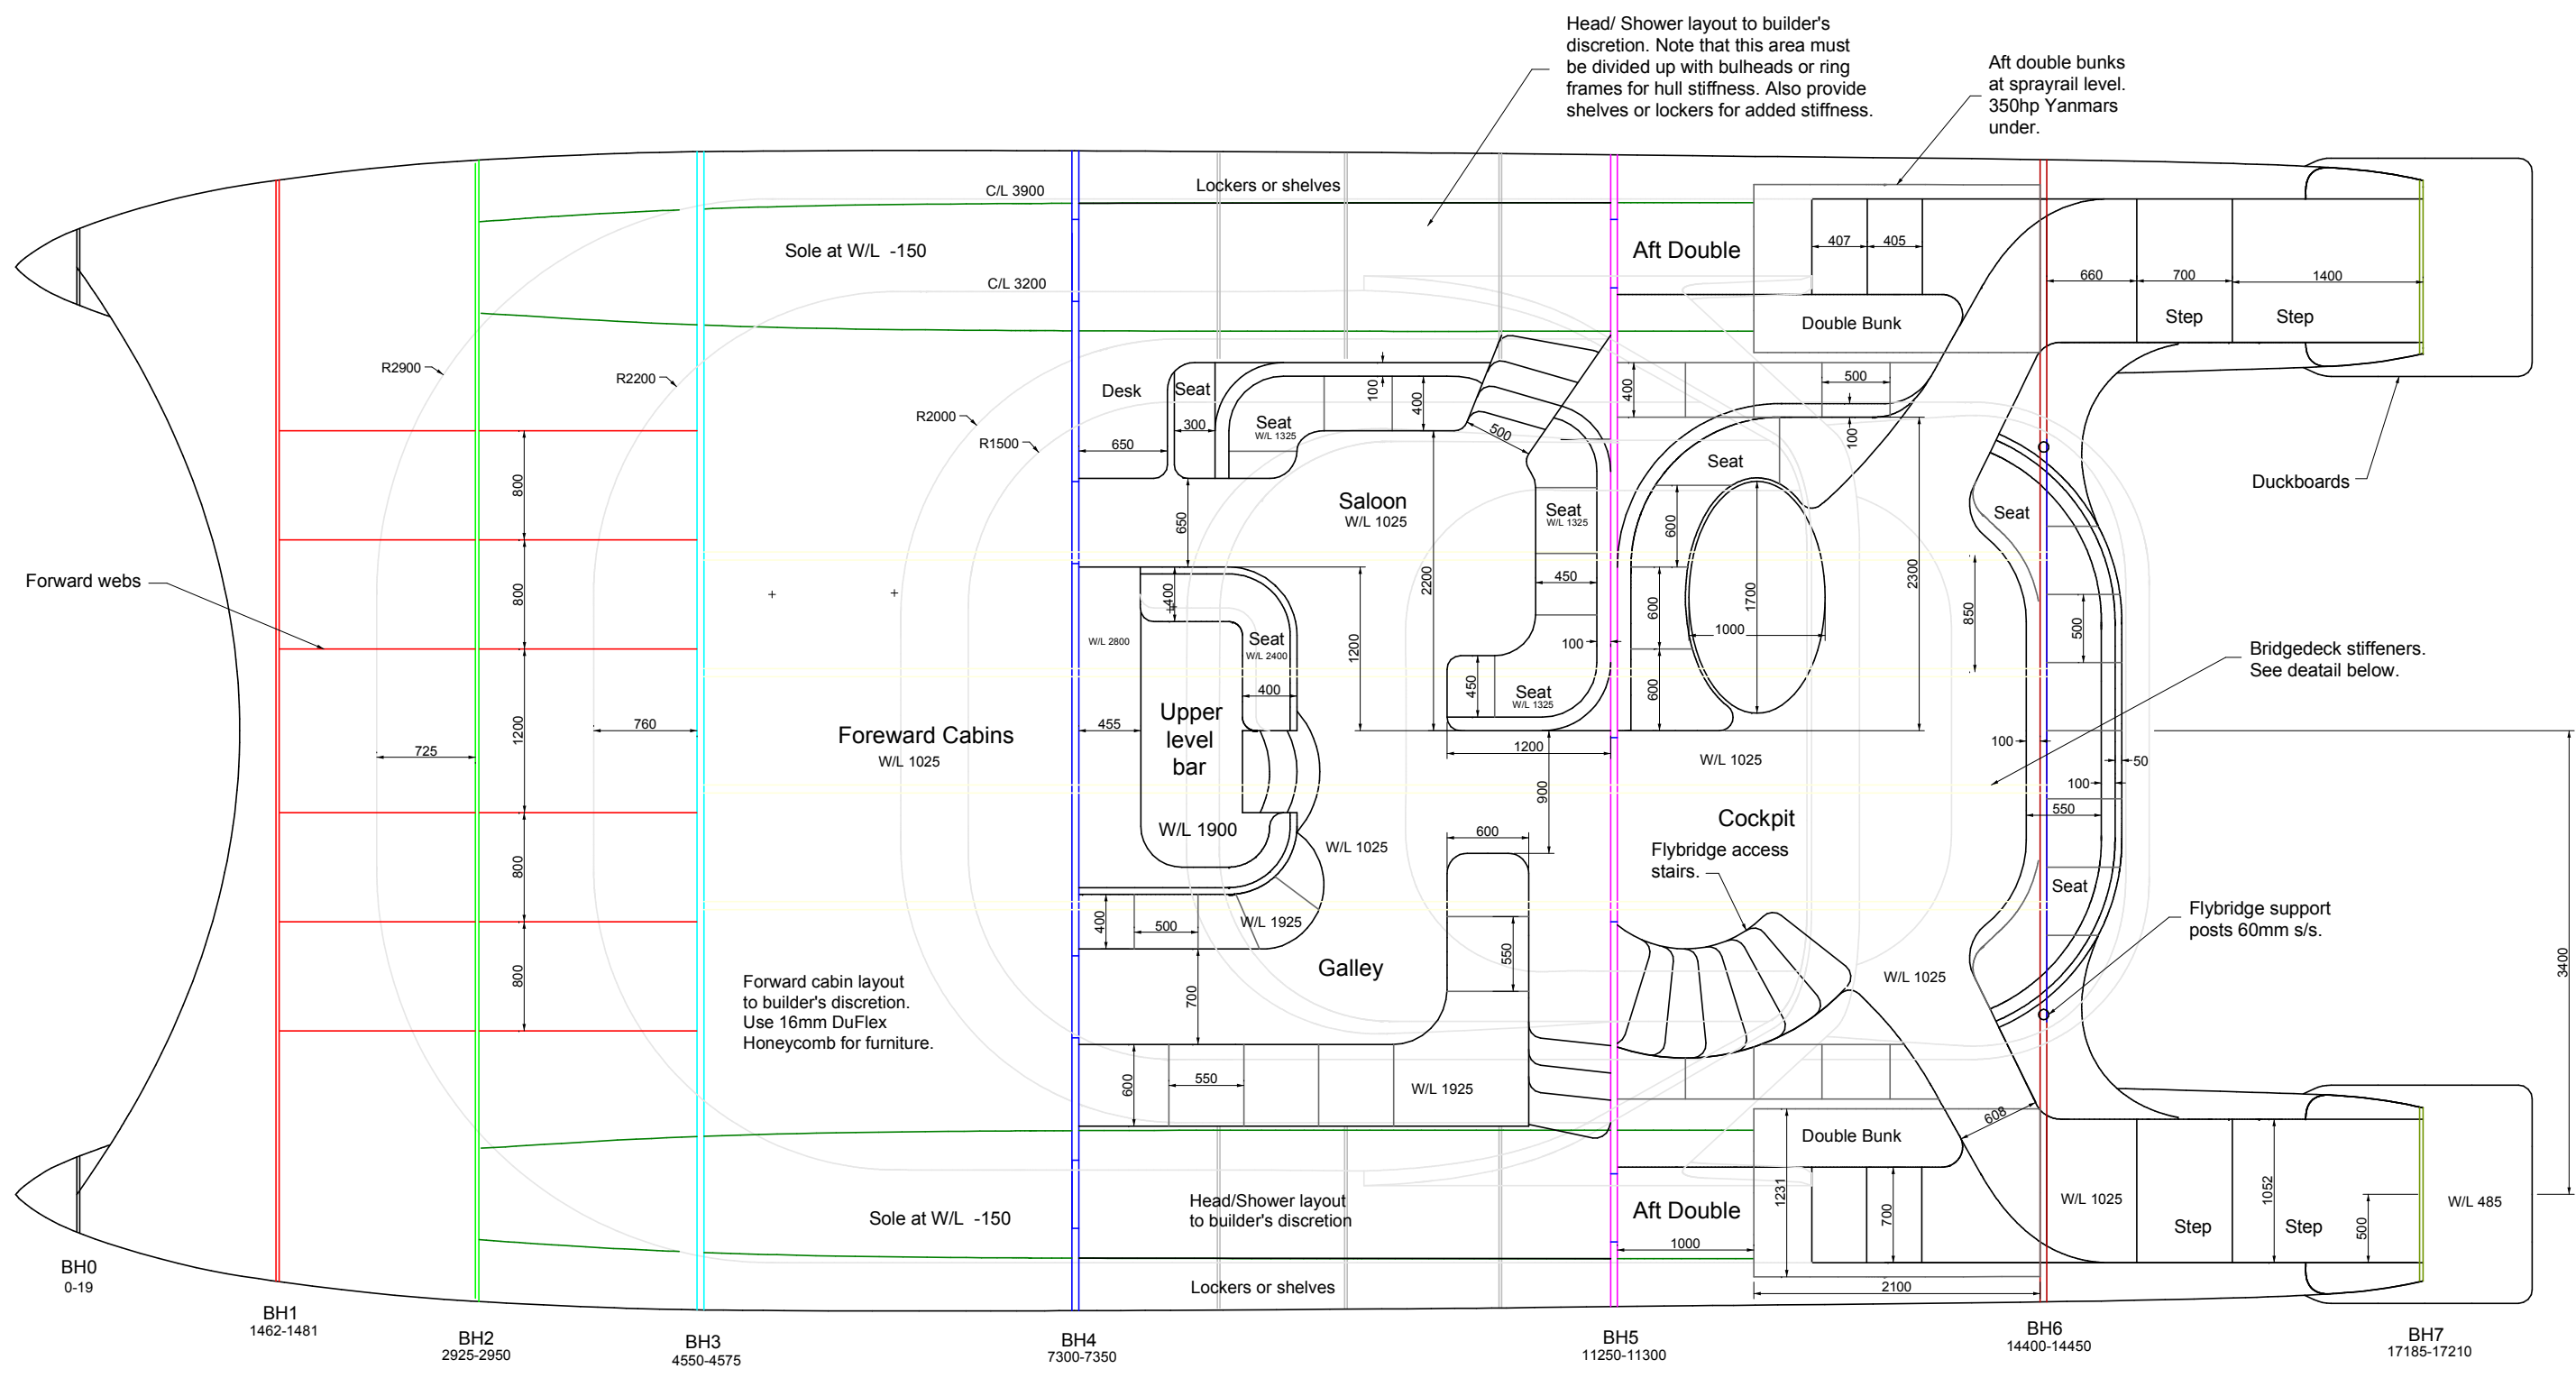 Head/ Shower layout to builder's
discretion. Note that this area must
be divided up with bulheads or ring
frames for hull stiffness. Also provide
shelves or lockers for added stiffness.
Aft double bunks
at sprayrail level.
350hp Yanmars
under.
C/L 3900
Lockers or shelves
Sole at W/L -150
Aft Double
407
405
660
700
1400
C/L 3200
Double Bunk
Step
Step
R2900
R2200
R2000
R1500
Desk
Seat
300
650
Seat
W/L 1325
100
400
500
400
500
100
Duckboards
800
650
Saloon
W/L 1025
Seat
W/L 1325
Seat
600
Seat
Forward webs
800
400
1200
2200
450
600
1700
1000
2300
850
500
W/L 2800
Seat
W/L 2400
100
Bridgedeck stiffeners.
See deatail below.
450
Seat
W/L 1325
600
400
725
1200
760
Foreward Cabins
W/L 1025
455
Upper
level
bar
W/L 1900
1200
W/L 1025
100
50
100
550
900
Cockpit
600
W/L 1025
Flybridge access
stairs.
800
400
500
W/L 1925
Seat
Flybridge support
posts 60mm s/s.
3400
800
Forward cabin layout
to builder's discretion.
Use 16mm DuFlex
Honeycomb for furniture.
700
Galley
550
W/L 1025
600
550
W/L 1925
608
Double Bunk
Sole at W/L -150
Head/Shower layout
to builder's discretion
Aft Double
1231
700
W/L 1025
1052
500
W/L 485
Step
Step
1000
2100
Lockers or shelves
BH0
0-19
BH1
1462-1481
BH2
2925-2950
BH3
4550-4575
BH4
7300-7350
BH5
11250-11300
BH6
14400-14450
BH7
17185-17210